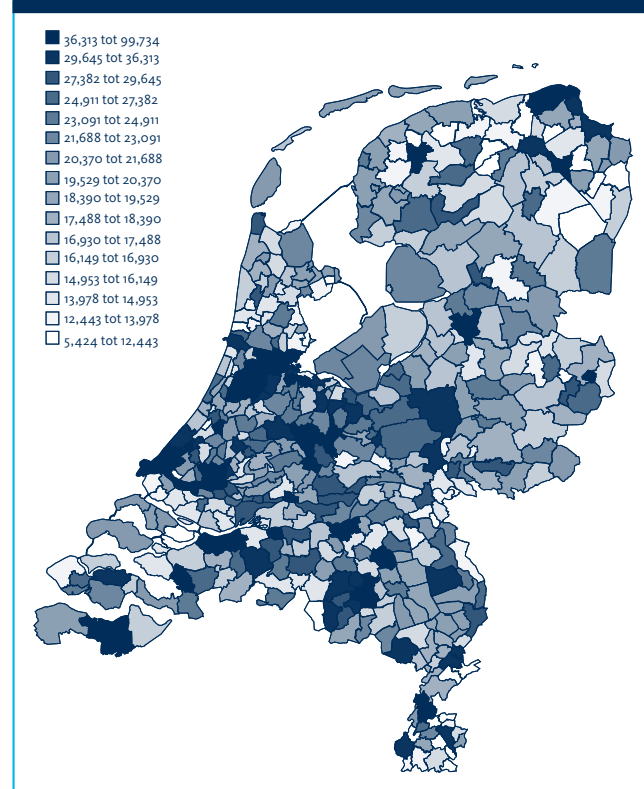 36,313 tot 99,734
29,645 tot 36,313
27,382 tot 29,645
24,911 tot 27,382
23,091 tot 24,911
21,688 tot 23,091
20,370 tot 21,688
19,529 tot 20,370
18,390 tot 19,529
17,488 tot 18,390
16,930 tot 17,488
16,149 tot 16,930
14,953 tot 16,149
13,978 tot 14,953
12,443 tot 13,978
5,424 tot 12,443